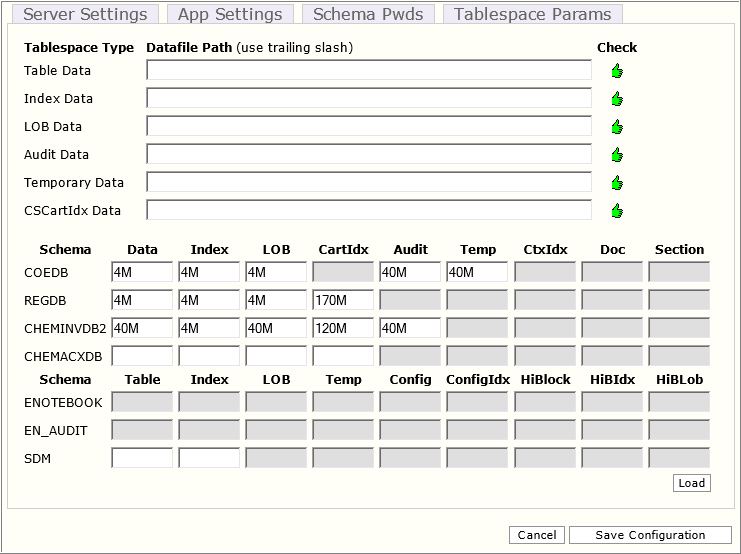 Server Settings App Settings Schema Pwds Tablespace Params
Tablespace Type Datafile Path (use trailing slash) Check
Table Data
Index Data
LOB Data
Audit Data
Temporary Data
CSCartIdx Data
Schema Data Index LOB CartIdx Audit Temp CtxIdx Doc Section
COEDB 4M 4M 4M 40M 40M
REGDB 4M 4M 4M 170M
CHEMINVDB2 40M 4M 40M 120M 40M
CHEMACXDB
Schema Table Index LOB Temp Config ConfigIdx HiBlock HiBIdx HiBLob
ENOTEBOOK
EN_AUDIT
SDM
Load
Cancel Save Configuration